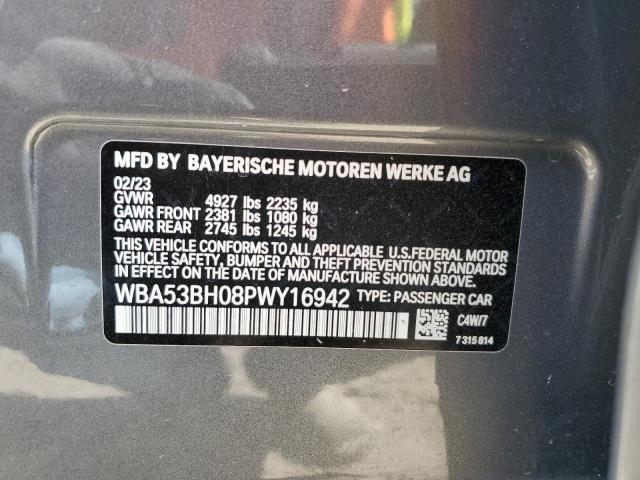 MFD BY BAYERISCHE MOTOREN WERKE AG
02/23
GVWR 4927 lbs 2235 kg
GAWR FRONT 2381 lbs 1080 kg
GAWR REAR 2745 lbs 1245 kg
THIS VEHICLE CONFORMS TO ALL APPLICABLE U.S.FEDERAL MOTOR
VEHICLE SAFETY, BUMPER,AND THEFT PREVENTION STANDARDS
IN EFFECT ON THE DATE OF MANUFACTURE SHOWN ABOVE.
WBA53BH08PWY16942 TYPE: PASSENGER CAR
C4W/7
7 315 814